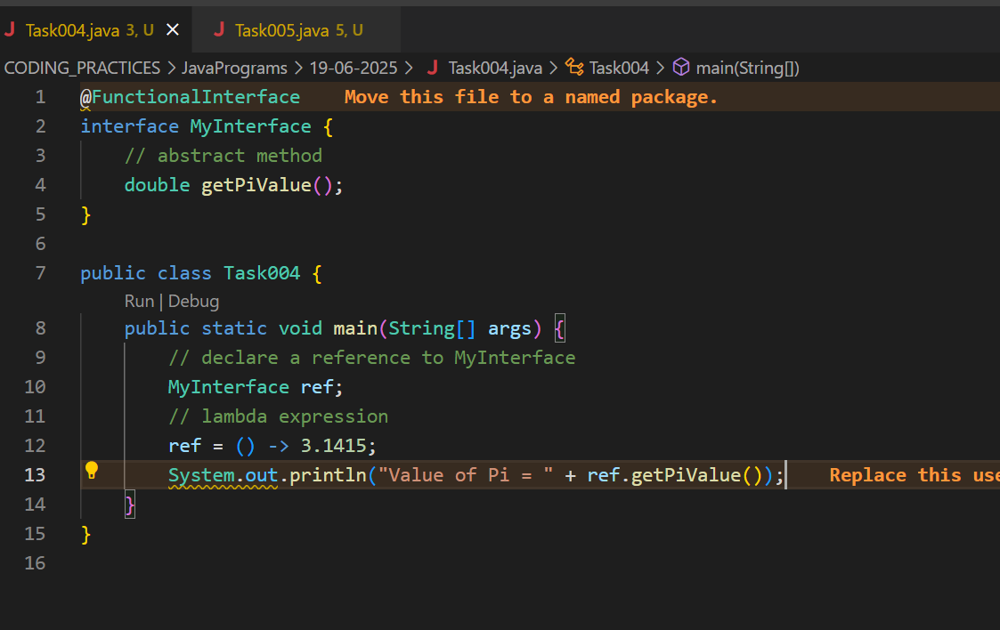 Task004.java 3, U Task005.java 5, U
CODING_PRACTICES > JavaPrograms > 19-06-2025 > J Task004.java > Task004 > main(String[])
1 @FunctionalInterface Move this file to a named package.
2 interface MyInterface {
3 // abstract method
4 double getPiValue();
5 }
6
7 public class Task004 {
Run | Debug
8 public static void main(String[] args) {
9 // declare a reference to MyInterface
10 MyInterface ref;
11 // lambda expression
12 ref = () -> 3.1415;
13 System.out.println("Value of Pi = " + ref.getPiValue()); Replace this use
14 }
15 }
16